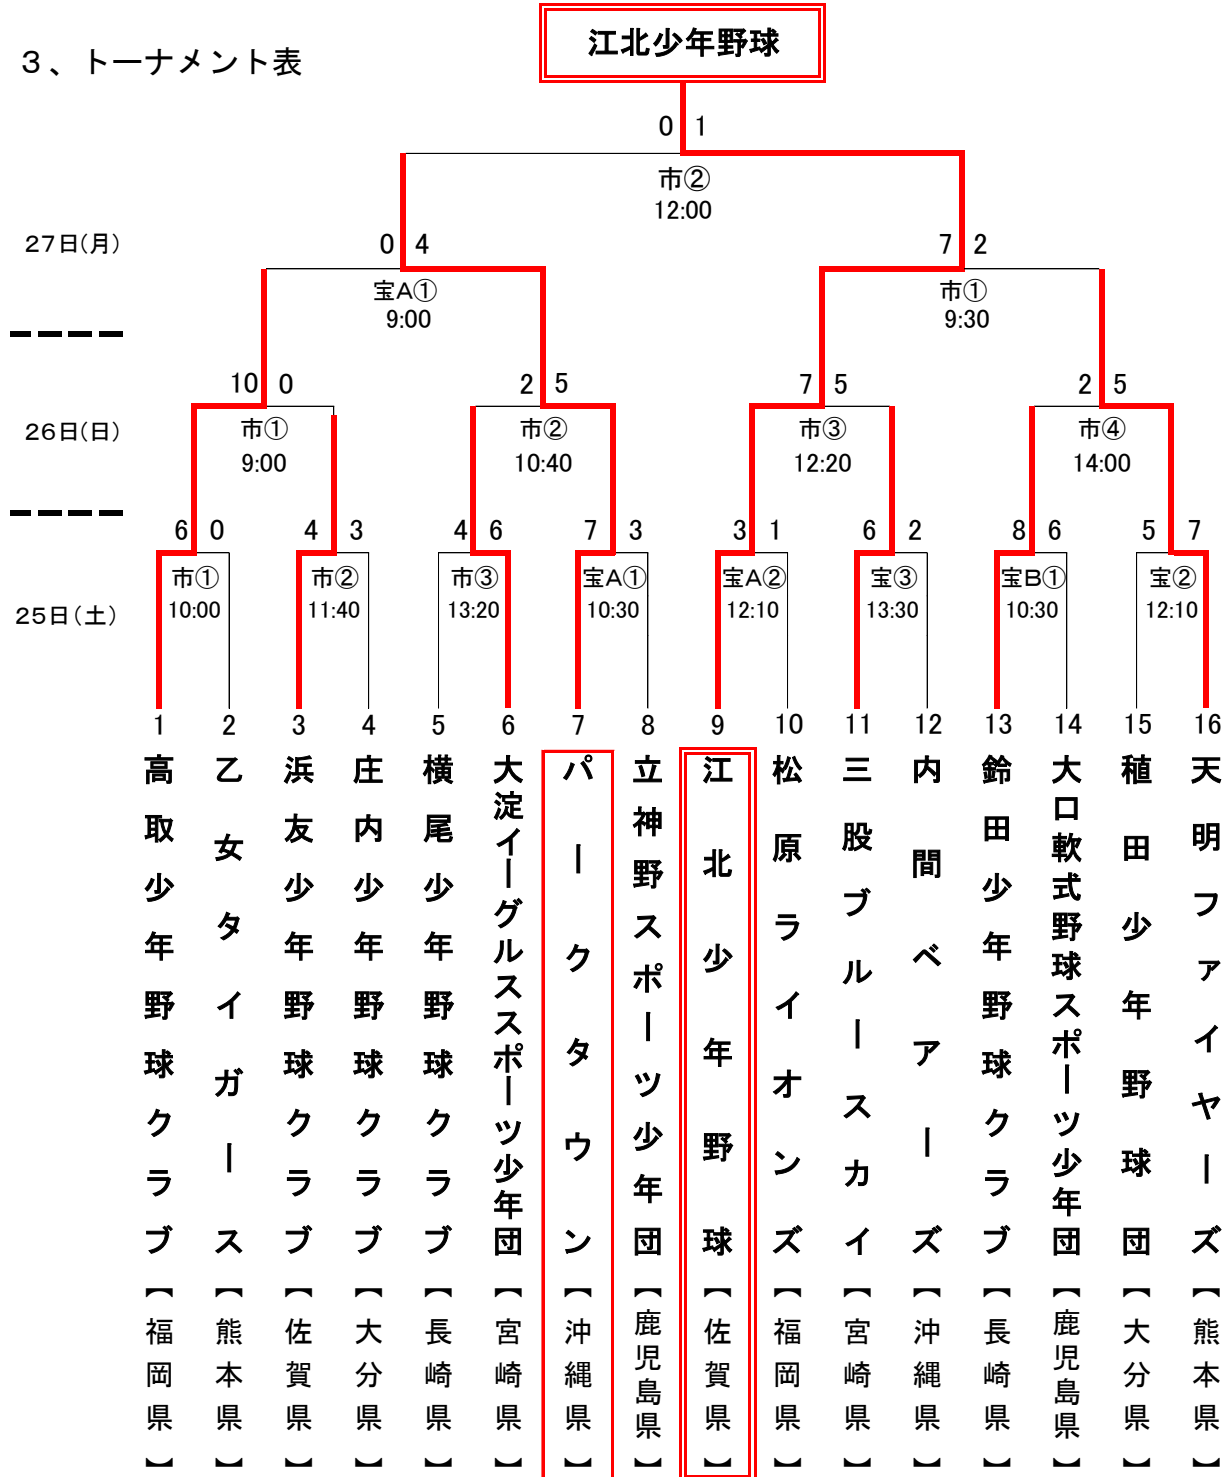 江北少年野球
３、トーナメント表
0 1
市②
12:00
27日(月)
0 4
7 2
宝A①
9:00
市①
9:30
10 0
2 5
7 5
2 5
26日(日)
市①
9:00
市②
10:40
市③
12:20
市④
14:00
6 0
4 3
4 6
7 3
3 1
6 2
8 6
5 7
25日(土)
市①
10:00
市②
11:40
市③
13:20
宝A①
10:30
宝A②
12:10
宝③
13:30
宝B①
10:30
宝②
12:10
1 2 3 4 5 6 7 8 9 10 11 12 13 14 15 16
高取少年野球クラブ【福岡県】
乙女タイガース【熊本県】
浜友少年野球クラブ【佐賀県】
庄内少年野球クラブ【大分県】
横尾少年野球クラブ【長崎県】
大淀イーグルススポーツ少年団【宮崎県】
パークタウン【沖縄県】
立神野スポーツ少年団【鹿児島県】
江北少年野球【佐賀県】
松原ライオンズ【福岡県】
三股ブルースカイ【宮崎県】
内間ベアーズ【沖縄県】
鈴田少年野球クラブ【長崎県】
大口軟式野球スポーツ少年団【鹿児島県】
稙田少年野球団【大分県】
天明ファイヤーズ【熊本県】